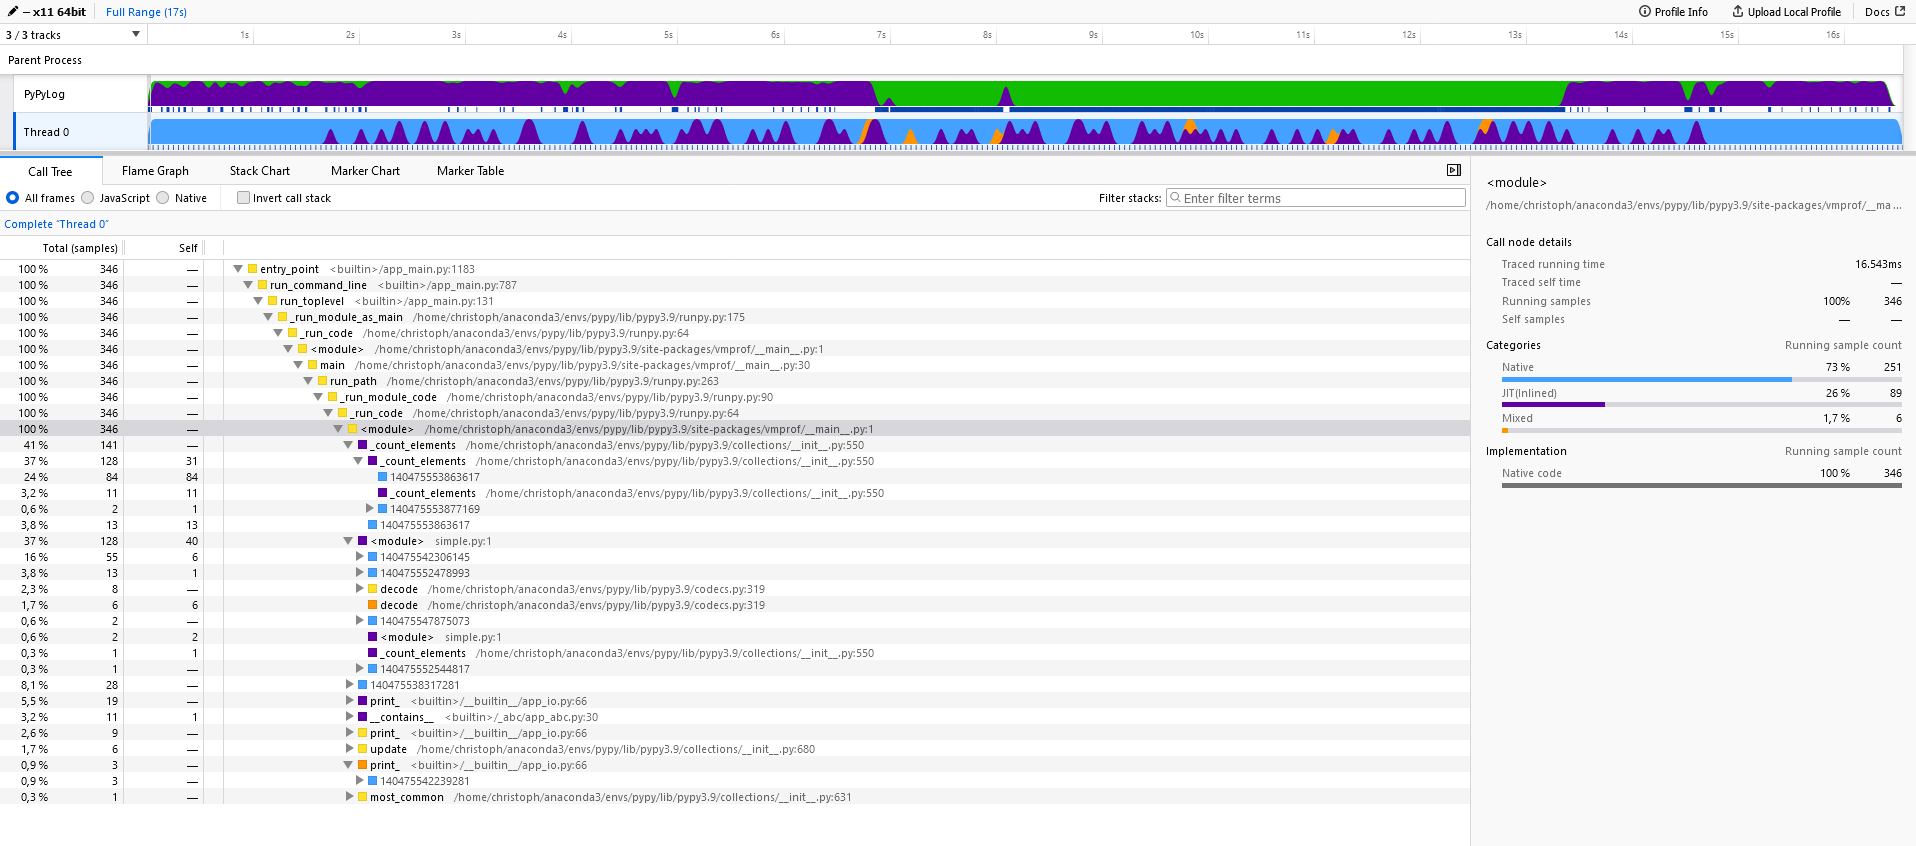 – x11 64bit Full Range (17s) Profile Info Upload Local Profile Docs
3 / 3 tracks 1s 2s 3s 4s 5s 6s 7s 8s 9s 10s 11s 12s 13s 14s 15s 16s
Parent Process
PyPyLog
Thread 0
Call Tree Flame Graph Stack Chart Marker Chart Marker Table
All frames JavaScript Native Invert call stack Filter stacks: Enter filter terms
Complete “Thread 0”
Total (samples) Self
100 % 346 — entry_point <builtin>/app_main.py:1183
100 % 346 — run_command_line <builtin>/app_main.py:787
100 % 346 — run_toplevel <builtin>/app_main.py:131
100 % 346 — _run_module_as_main /home/christoph/anaconda3/envs/pypy/lib/pypy3.9/runpy.py:175
100 % 346 — _run_code /home/christoph/anaconda3/envs/pypy/lib/pypy3.9/runpy.py:64
100 % 346 — <module> /home/christoph/anaconda3/envs/pypy/lib/pypy3.9/site-packages/vmprof/__main__.py:1
100 % 346 — main /home/christoph/anaconda3/envs/pypy/lib/pypy3.9/site-packages/vmprof/__main__.py:30
100 % 346 — run_path /home/christoph/anaconda3/envs/pypy/lib/pypy3.9/runpy.py:263
100 % 346 — _run_module_code /home/christoph/anaconda3/envs/pypy/lib/pypy3.9/runpy.py:90
100 % 346 — _run_code /home/christoph/anaconda3/envs/pypy/lib/pypy3.9/runpy.py:64
100 % 346 — <module> /home/christoph/anaconda3/envs/pypy/lib/pypy3.9/site-packages/vmprof/__main__.py:1
41 % 141 — _count_elements /home/christoph/anaconda3/envs/pypy/lib/pypy3.9/collections/__init__.py:550
37 % 128 31 _count_elements /home/christoph/anaconda3/envs/pypy/lib/pypy3.9/collections/__init__.py:550
24 % 84 84 140475553863617
3,2 % 11 11 _count_elements /home/christoph/anaconda3/envs/pypy/lib/pypy3.9/collections/__init__.py:550
0,6 % 2 1 140475553877169
3,8 % 13 13 140475553863617
37 % 128 40 <module> simple.py:1
16 % 55 6 140475542306145
3,8 % 13 1 140475552478993
2,3 % 8 — decode /home/christoph/anaconda3/envs/pypy/lib/pypy3.9/codecs.py:319
1,7 % 6 6 decode /home/christoph/anaconda3/envs/pypy/lib/pypy3.9/codecs.py:319
0,6 % 2 — 140475547875073
0,6 % 2 2 <module> simple.py:1
0,3 % 1 1 _count_elements /home/christoph/anaconda3/envs/pypy/lib/pypy3.9/collections/__init__.py:550
0,3 % 1 — 140475552544817
8,1 % 28 — 140475538317281
5,5 % 19 — print_ <builtin>/__builtin__/app_io.py:66
3,2 % 11 1 __contains__ <builtin>/_abc/app_abc.py:30
2,6 % 9 — print_ <builtin>/__builtin__/app_io.py:66
1,7 % 6 — update /home/christoph/anaconda3/envs/pypy/lib/pypy3.9/collections/__init__.py:680
0,9 % 3 — print_ <builtin>/__builtin__/app_io.py:66
0,9 % 3 — 140475542239281
0,3 % 1 — most_common /home/christoph/anaconda3/envs/pypy/lib/pypy3.9/collections/__init__.py:631
<module>
/home/christoph/anaconda3/envs/pypy/lib/pypy3.9/site-packages/vmprof/__ma ...
Call node details
Traced running time 16.543ms
Traced self time —
Running samples 100% 346
Self samples — —
Categories Running sample count
Native 73 % 251
JIT(Inlined) 26 % 89
Mixed 1,7 % 6
Implementation Running sample count
Native code 100 % 346